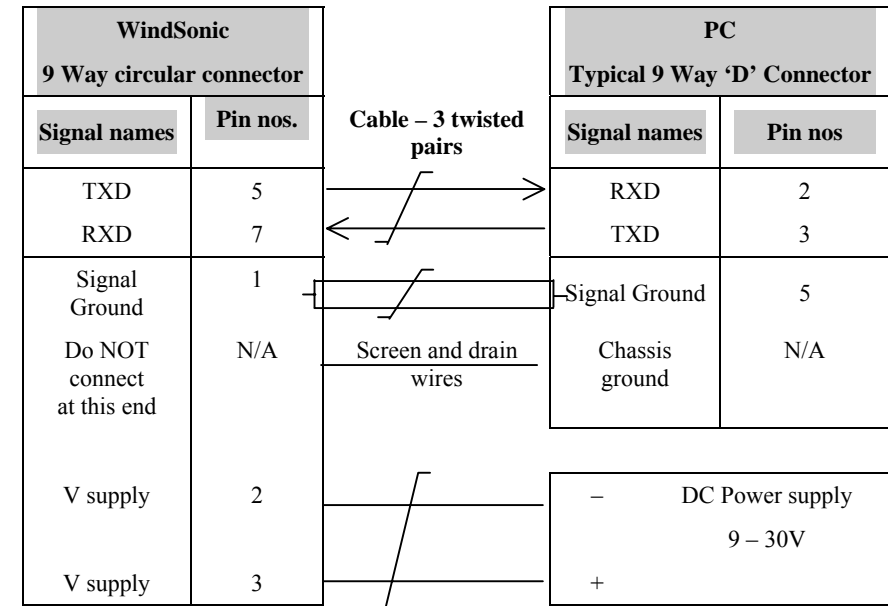 WindSonic
9 Way circular connector
PC
Typical 9 Way ‘D’ Connector
Signal names Pin nos. Cable – 3 twisted
pairs Signal names Pin nos
TXD 5 RXD 2
RXD 7 TXD 3
Signal
Ground 1 Signal Ground 5
Do NOT
connect
at this end N/A Screen and drain
wires Chassis
ground N/A
V supply 2 – DC Power supply
9 – 30V
V supply 3 +